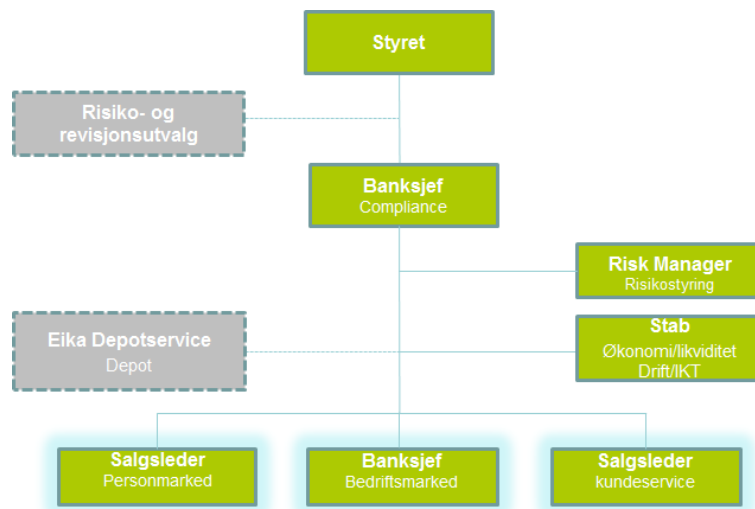 Styret
Risiko- og
revisjonsutvalg
Banksjef
Compliance
Risk Manager
Risikostyring
Eika Depotservice
Depot
Stab
Økonomi/likviditet
Drift/IKT
Salgsleder
Personmarked
Banksjef
Bedriftsmarked
Salgsleder
kundeservice